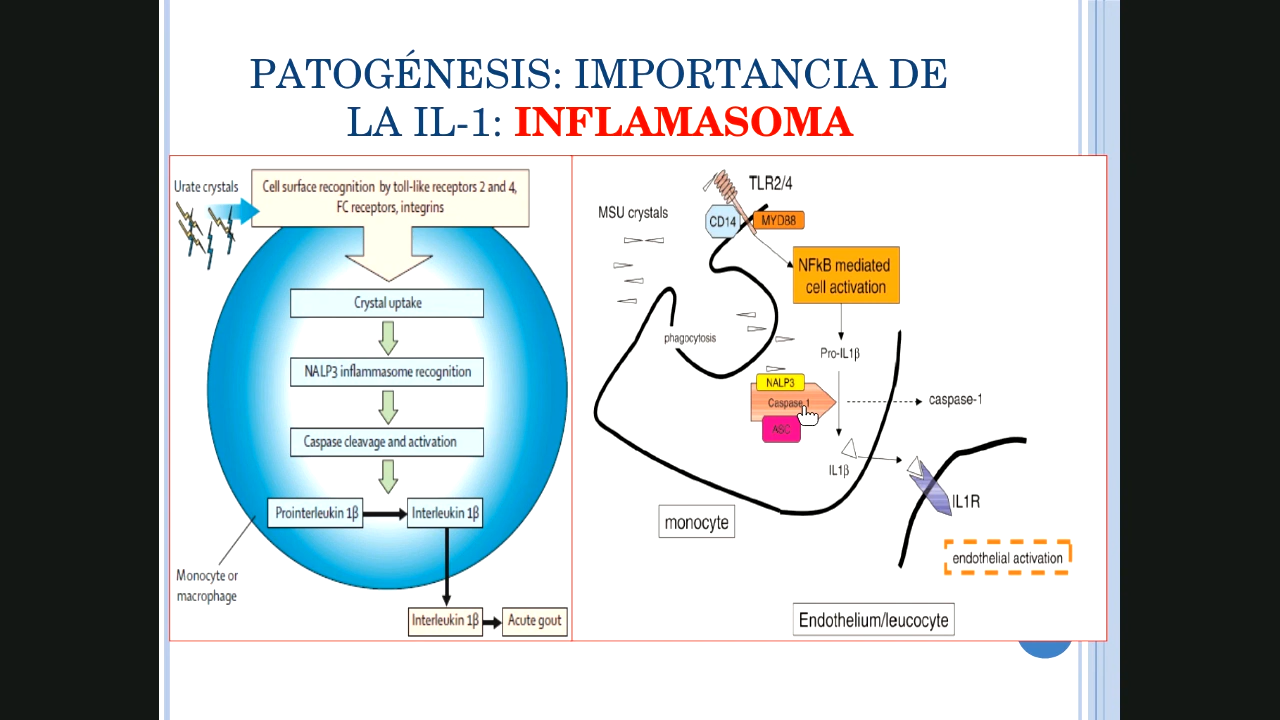 PATOGÉNESIS: IMPORTANCIA DE
LA IL-1: INFLAMASOMA
Urate crystals
Cell surface recognition by toll-like receptors 2 and 4,
FC receptors, integrins
Crystal uptake
NALP3 inflammasome recognition
Caspase cleavage and activation
Prointerleukin 1β
Interleukin 1β
Monocyte or
macrophage
Interleukin 1β
Acute gout
TLR2/4
MSU crystals
CD14
MYD88
NFkB mediated
cell activation
phagocytosis
Pro-IL1β
NALP3
Caspase-1
caspase-1
ASC
IL1β
IL1R
monocyte
endothelial activation
Endothelium/leucocyte